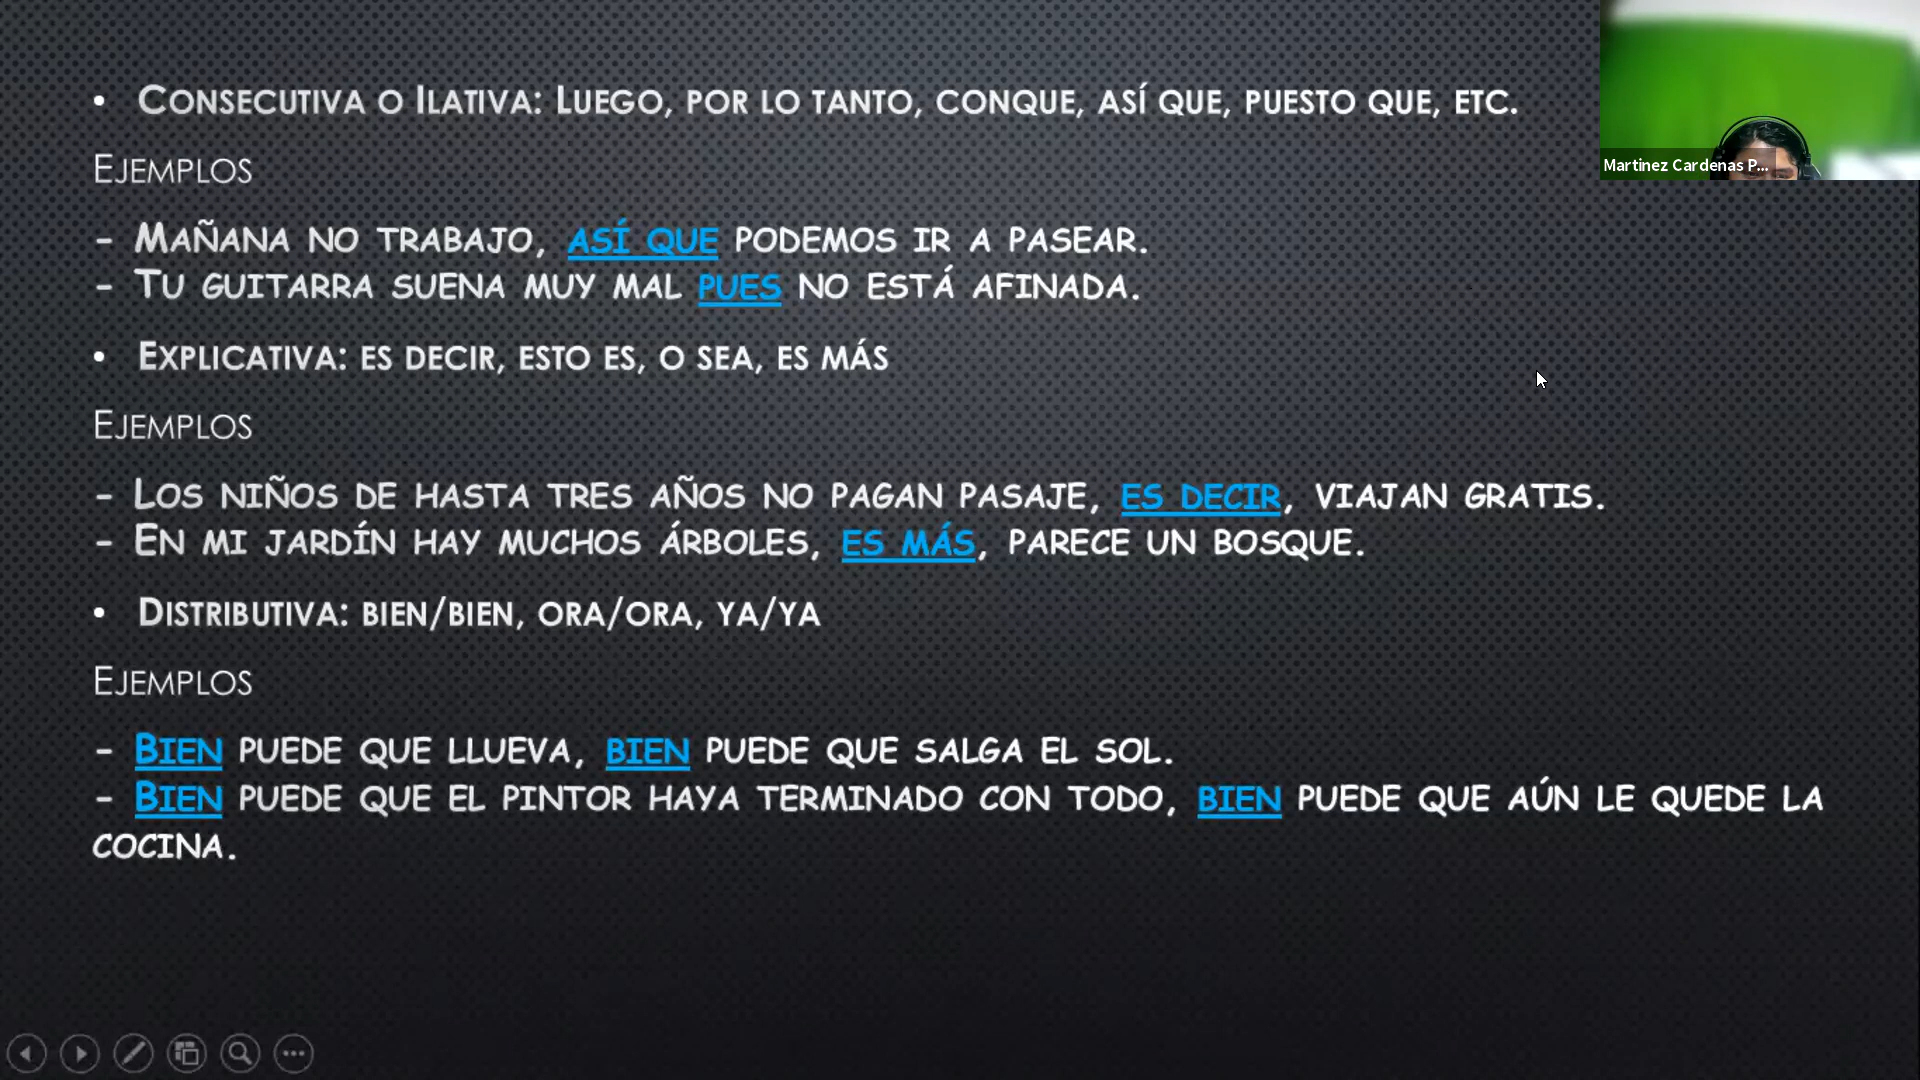 • Consecutiva o Ilativa: Luego, por lo tanto, conque, así que, puesto que, etc.
Martinez Cardenas P...
Ejemplos
- Mañana no trabajo, así que podemos ir a pasear.
- Tu guitarra suena muy mal pues no está afinada.
• Explicativa: es decir, esto es, o sea, es más
Ejemplos
- Los niños de hasta tres años no pagan pasaje, es decir, viajan gratis.
- En mi jardín hay muchos árboles, es más, parece un bosque.
• Distributiva: bien/bien, ora/ora, ya/ya
Ejemplos
- Bien puede que llueva, bien puede que salga el sol.
- Bien puede que el pintor haya terminado con todo, bien puede que aún le quede la
cocina.